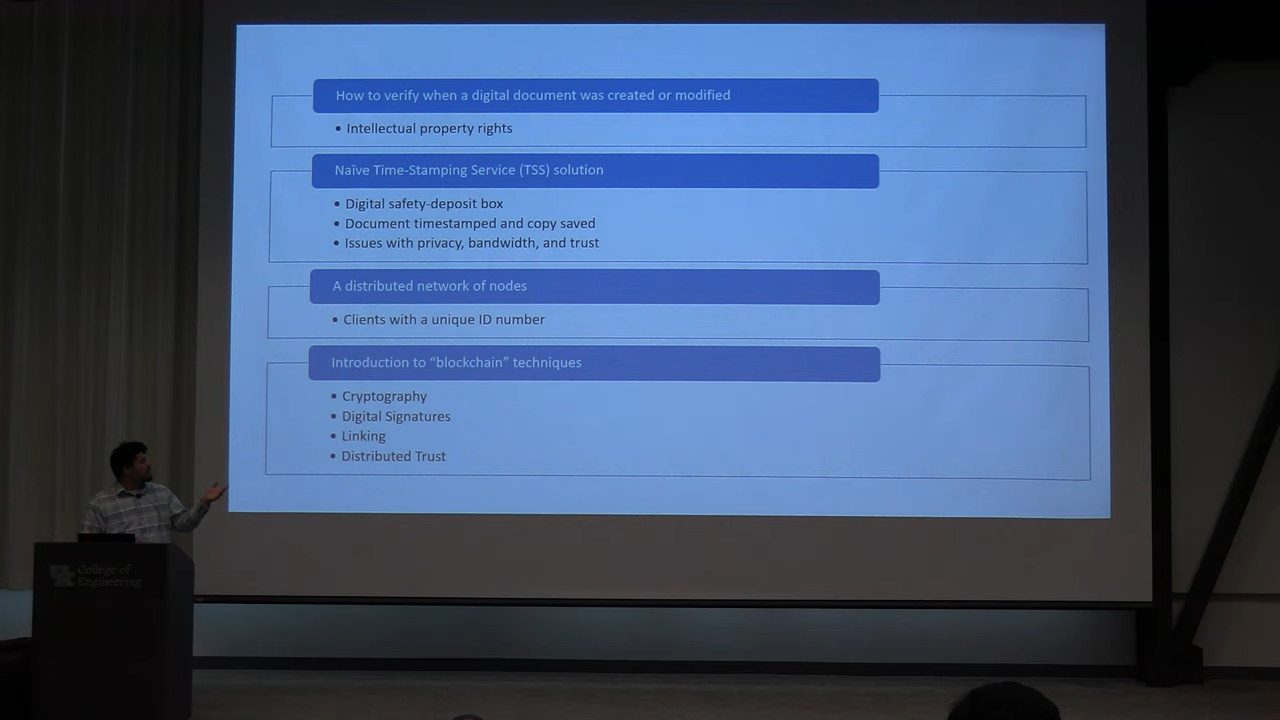 How to verify when a digital document was created or modified
• Intellectual property rights
Naïve Time-Stamping Service (TSS) solution
• Digital safety-deposit box
• Document timestamped and copy saved
• Issues with privacy, bandwidth, and trust
A distributed network of nodes
• Clients with a unique ID number
Introduction to “blockchain” techniques
• Cryptography
• Digital Signatures
• Linking
• Distributed Trust
College of
Engineering